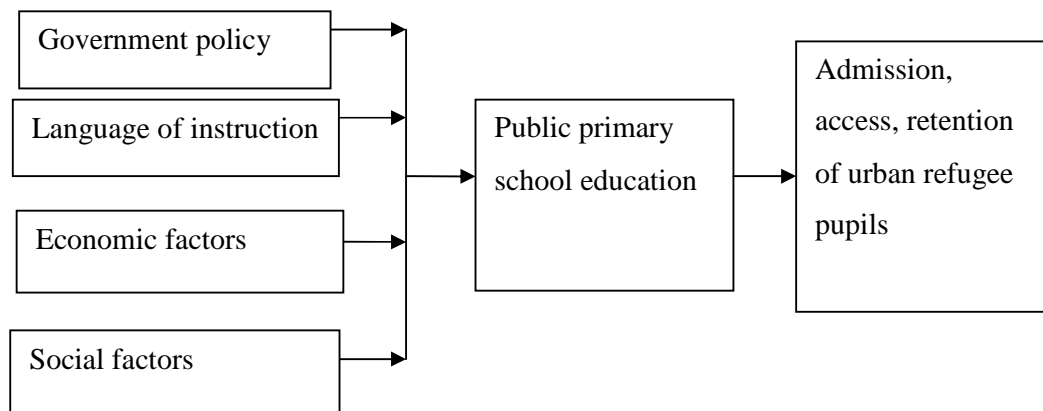 Government policy
Language of instruction
Economic factors
Social factors
Public primary
school education
Admission,
access, retention
of urban refugee
pupils